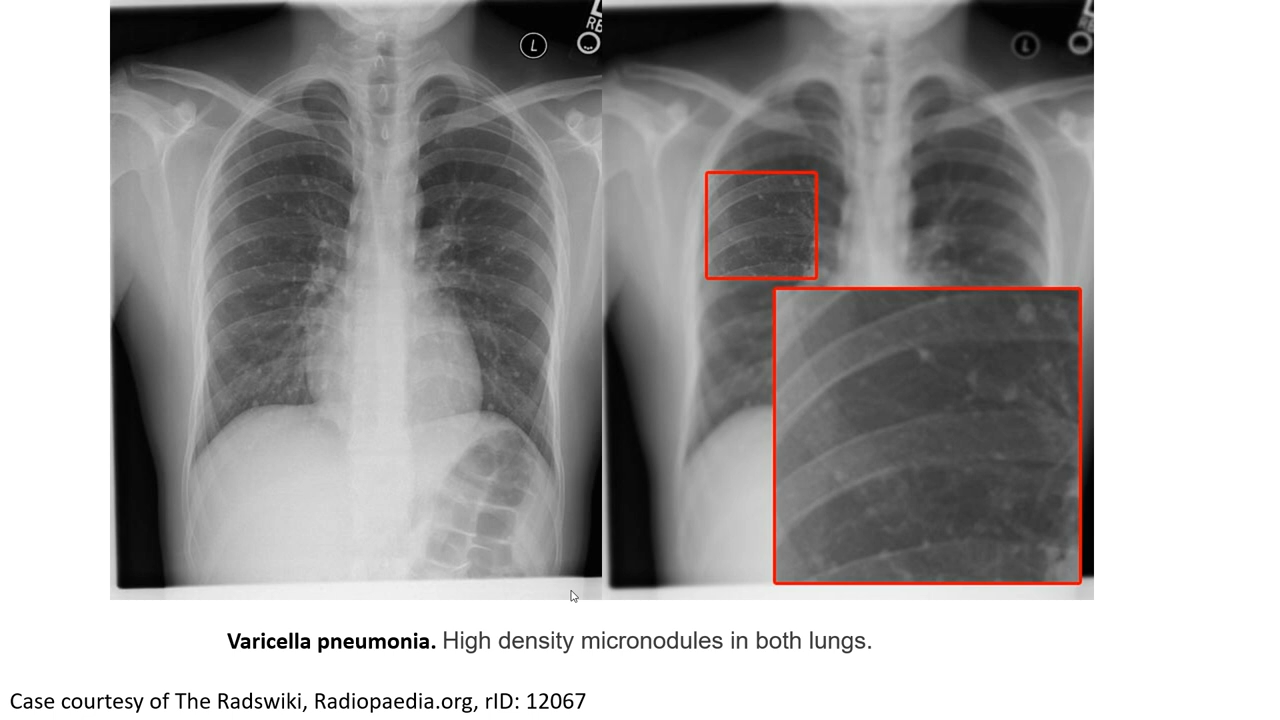 L
L
Varicella pneumonia. High density micronodules in both lungs.
Case courtesy of The Radswiki, Radiopaedia.org, rID: 12067